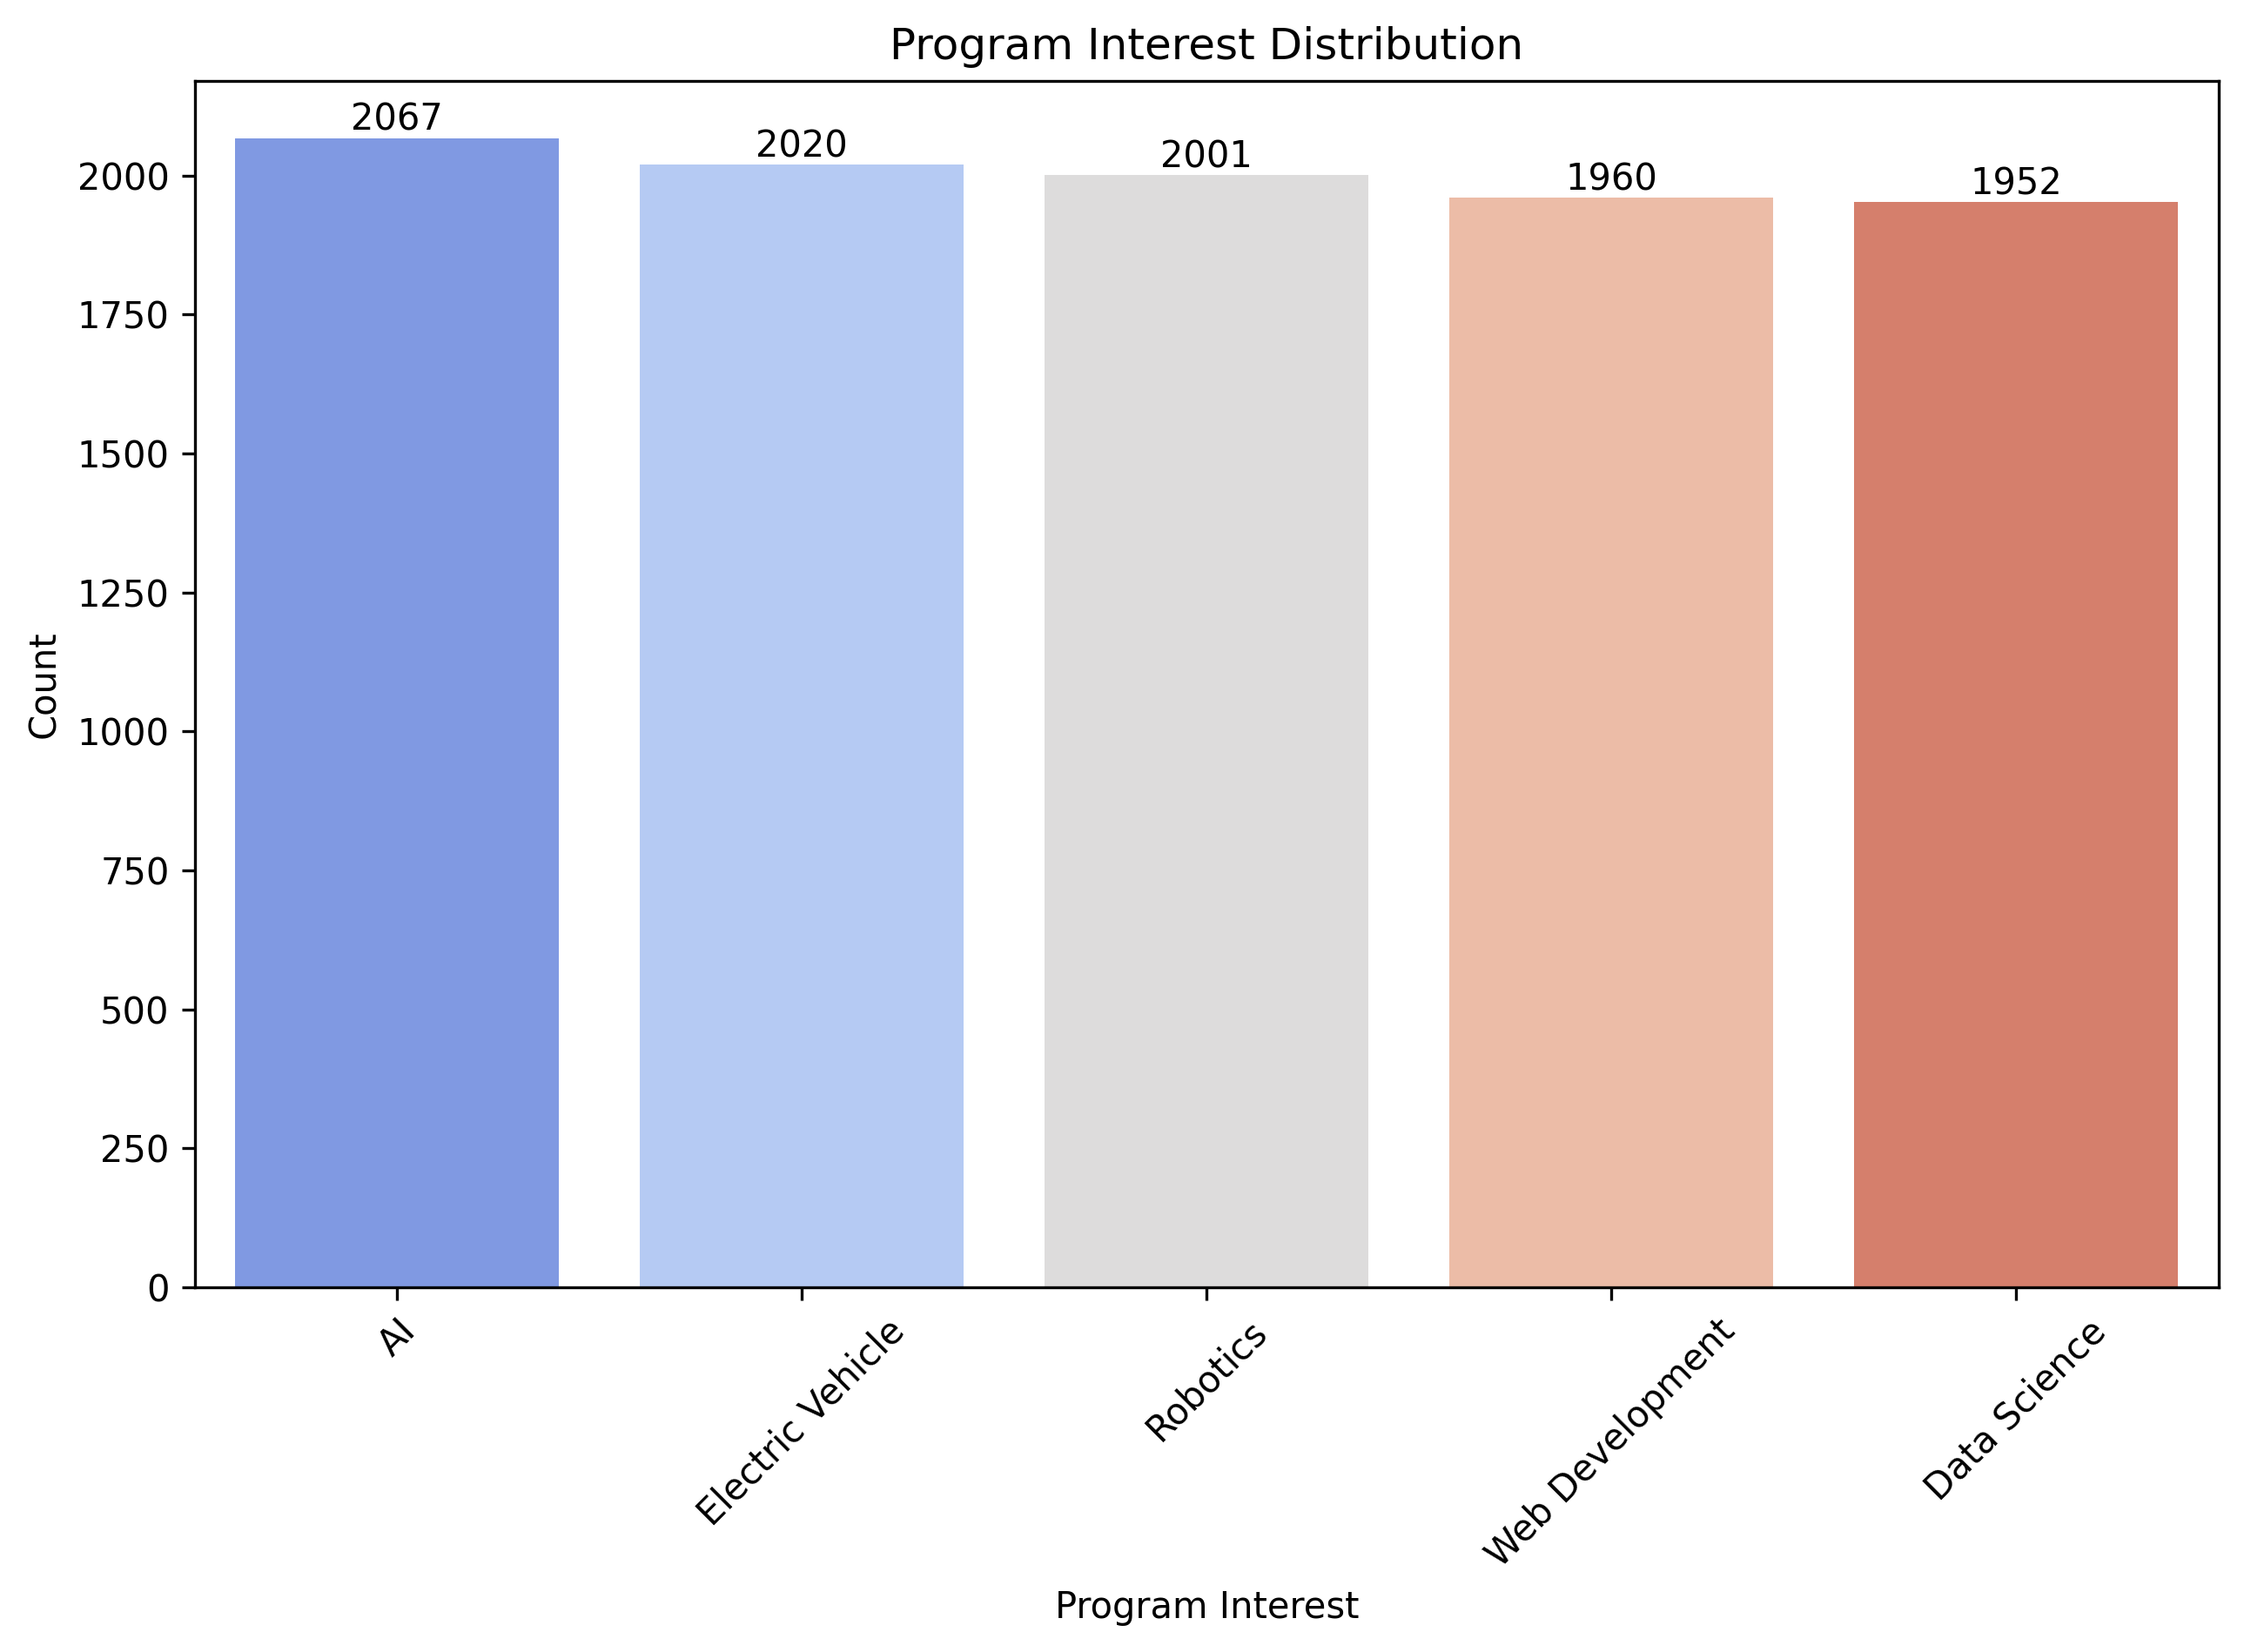 Program Interest Distribution
2067
2020
2001
1960
1952
2000
1750
1500
1250
1000
750
500
250
0
Count
AI
Electric Vehicle
Robotics
Web Development
Data Science
Program Interest